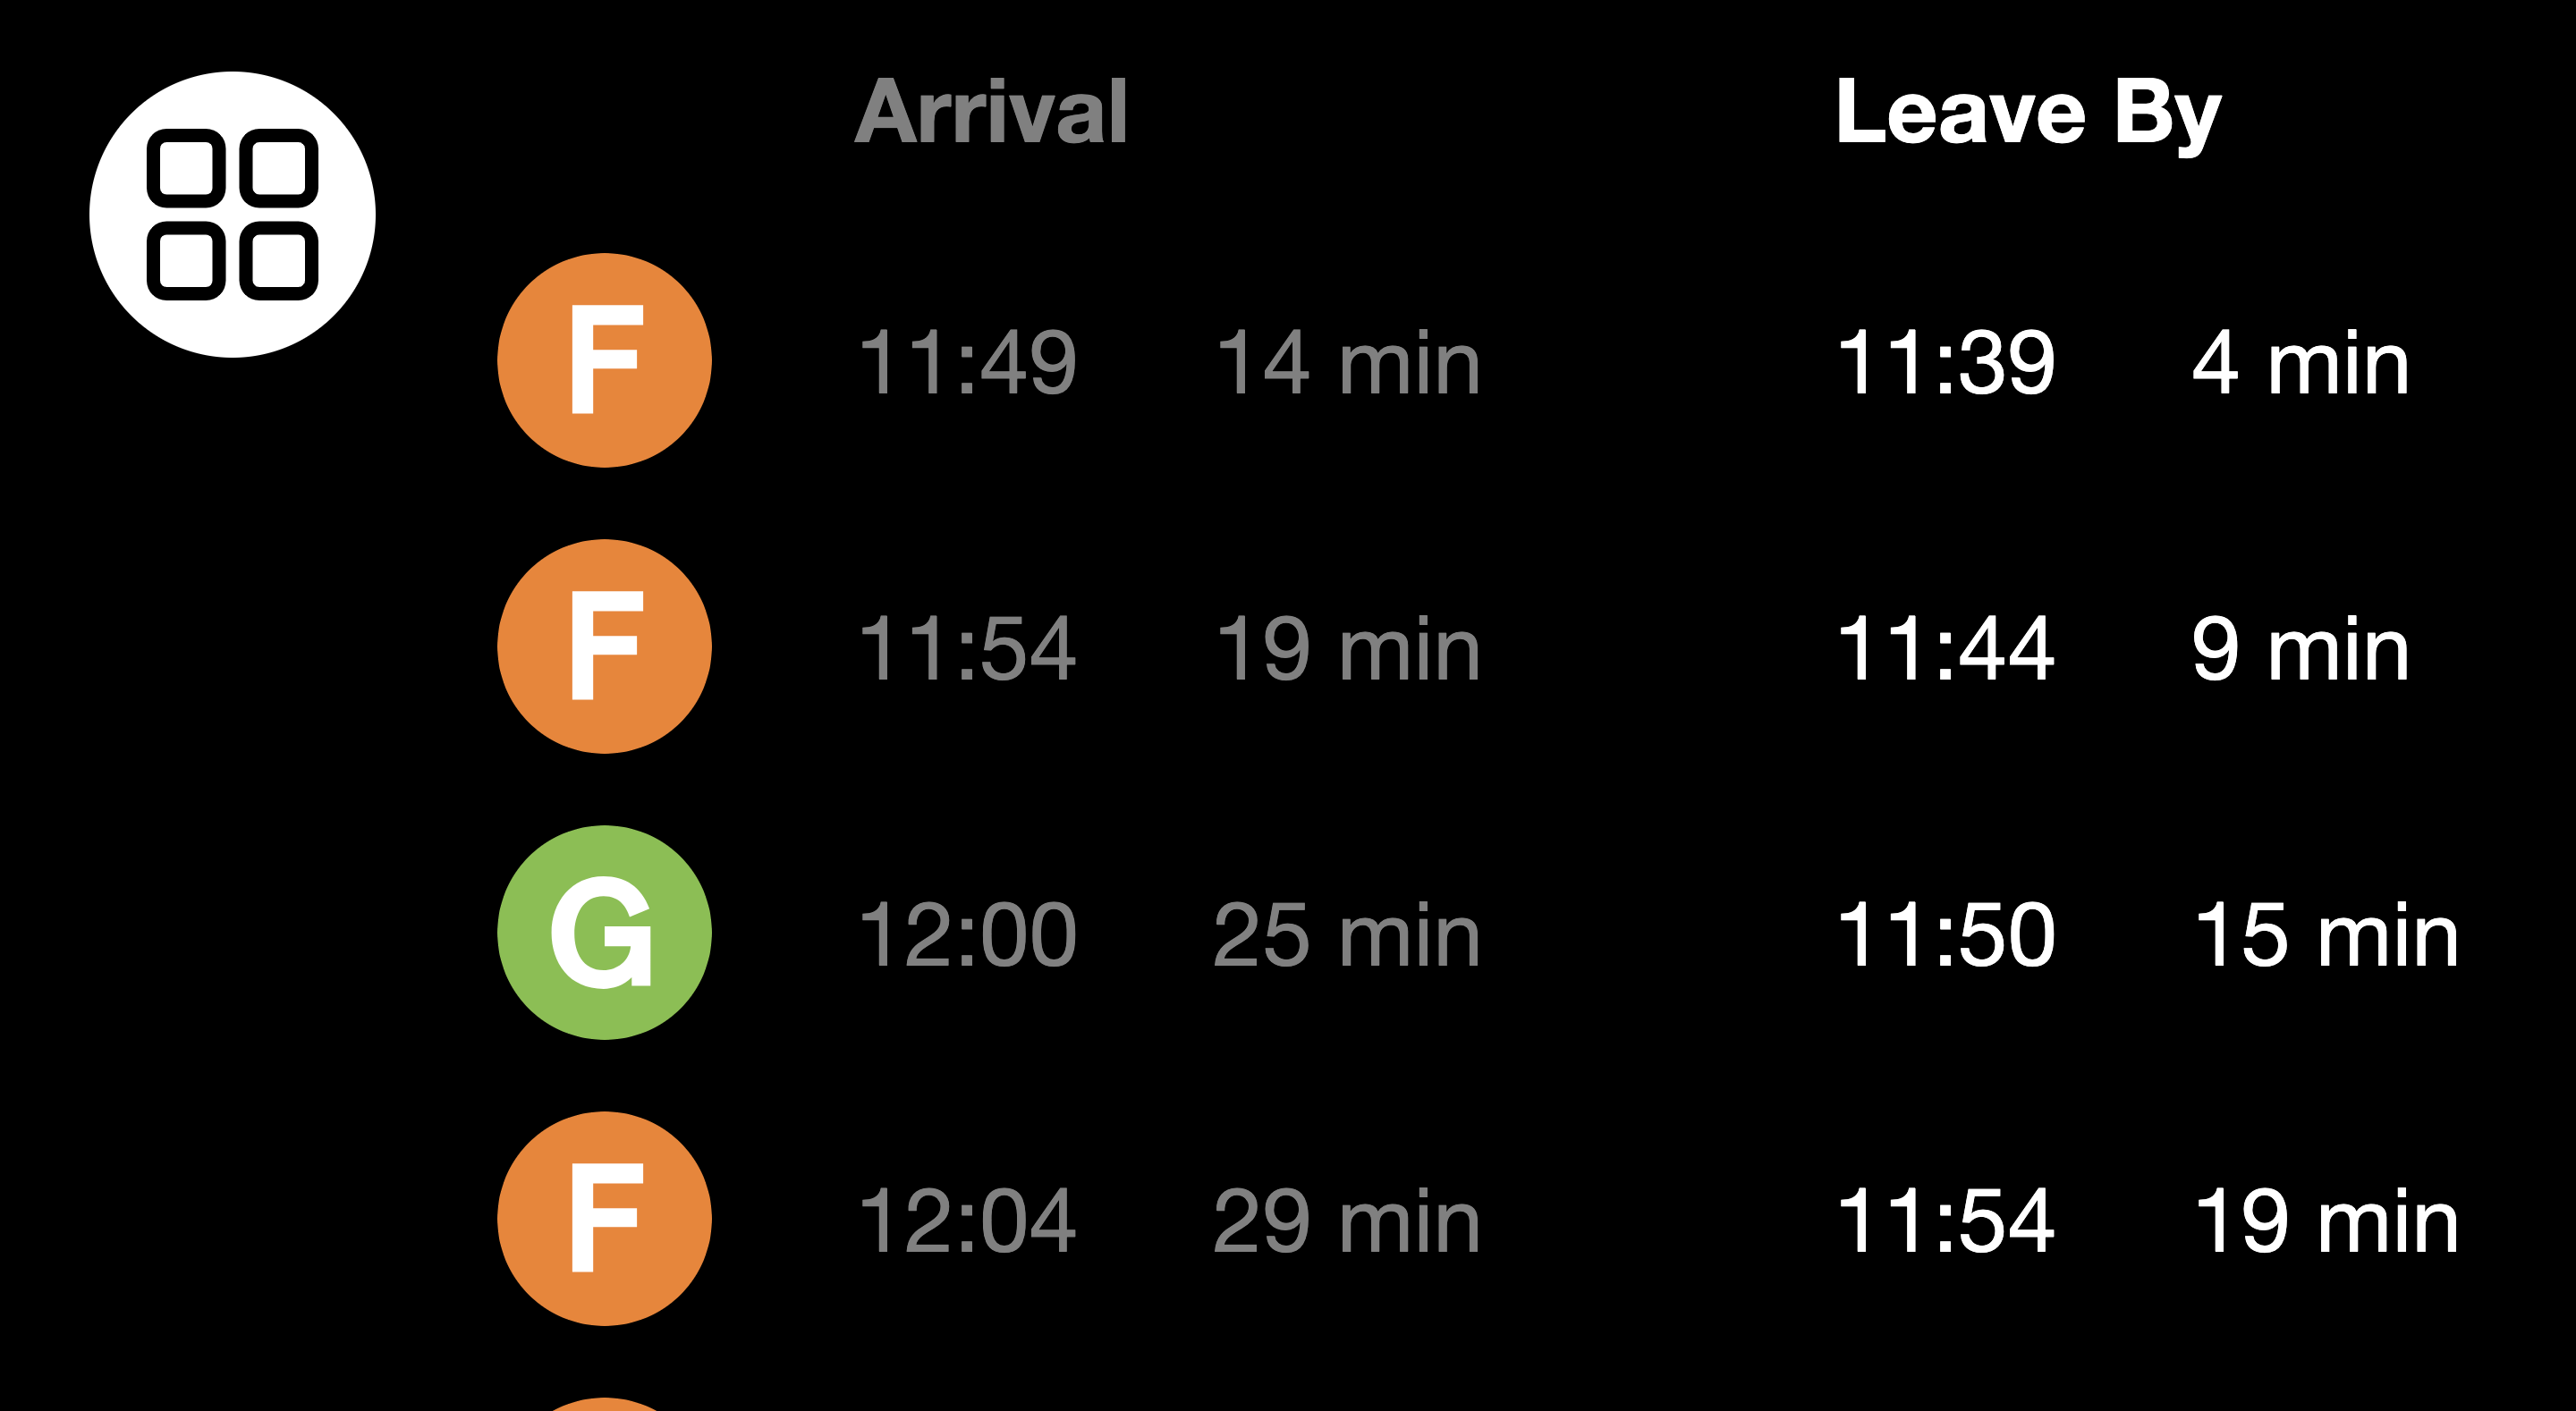 Arrival Leave By
F 11:49 14 min 11:39 4 min
F 11:54 19 min 11:44 9 min
G 12:00 25 min 11:50 15 min
F 12:04 29 min 11:54 19 min